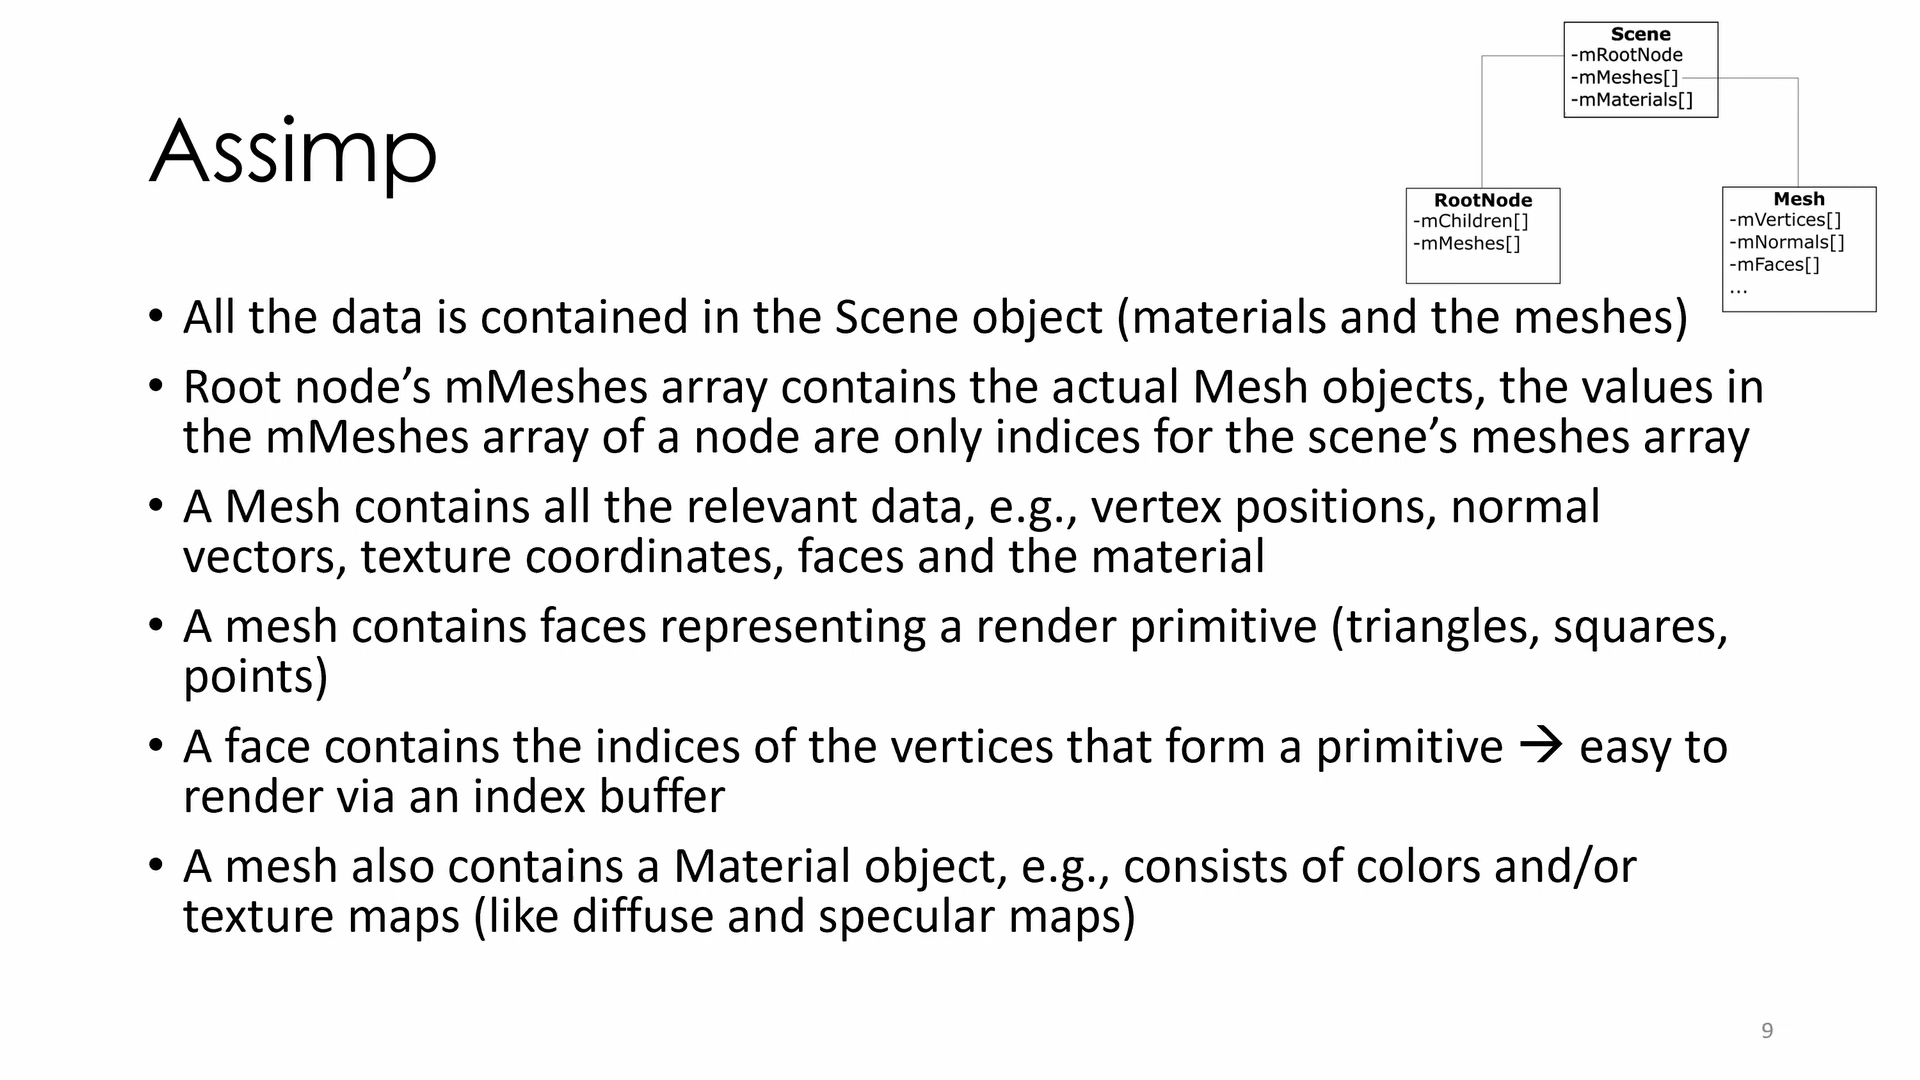 Assimp
Scene
-mRootNode
-mMeshes[]
-mMaterials[]
RootNode
-mChildren[]
-mMeshes[]
Mesh
-mVertices[]
-mNormals[]
-mFaces[]
...
• All the data is contained in the Scene object (materials and the meshes)
• Root node’s mMeshes array contains the actual Mesh objects, the values in
the mMeshes array of a node are only indices for the scene’s meshes array
• A Mesh contains all the relevant data, e.g., vertex positions, normal
vectors, texture coordinates, faces and the material
• A mesh contains faces representing a render primitive (triangles, squares,
points)
• A face contains the indices of the vertices that form a primitive → easy to
render via an index buffer
• A mesh also contains a Material object, e.g., consists of colors and/or
texture maps (like diffuse and specular maps)
9